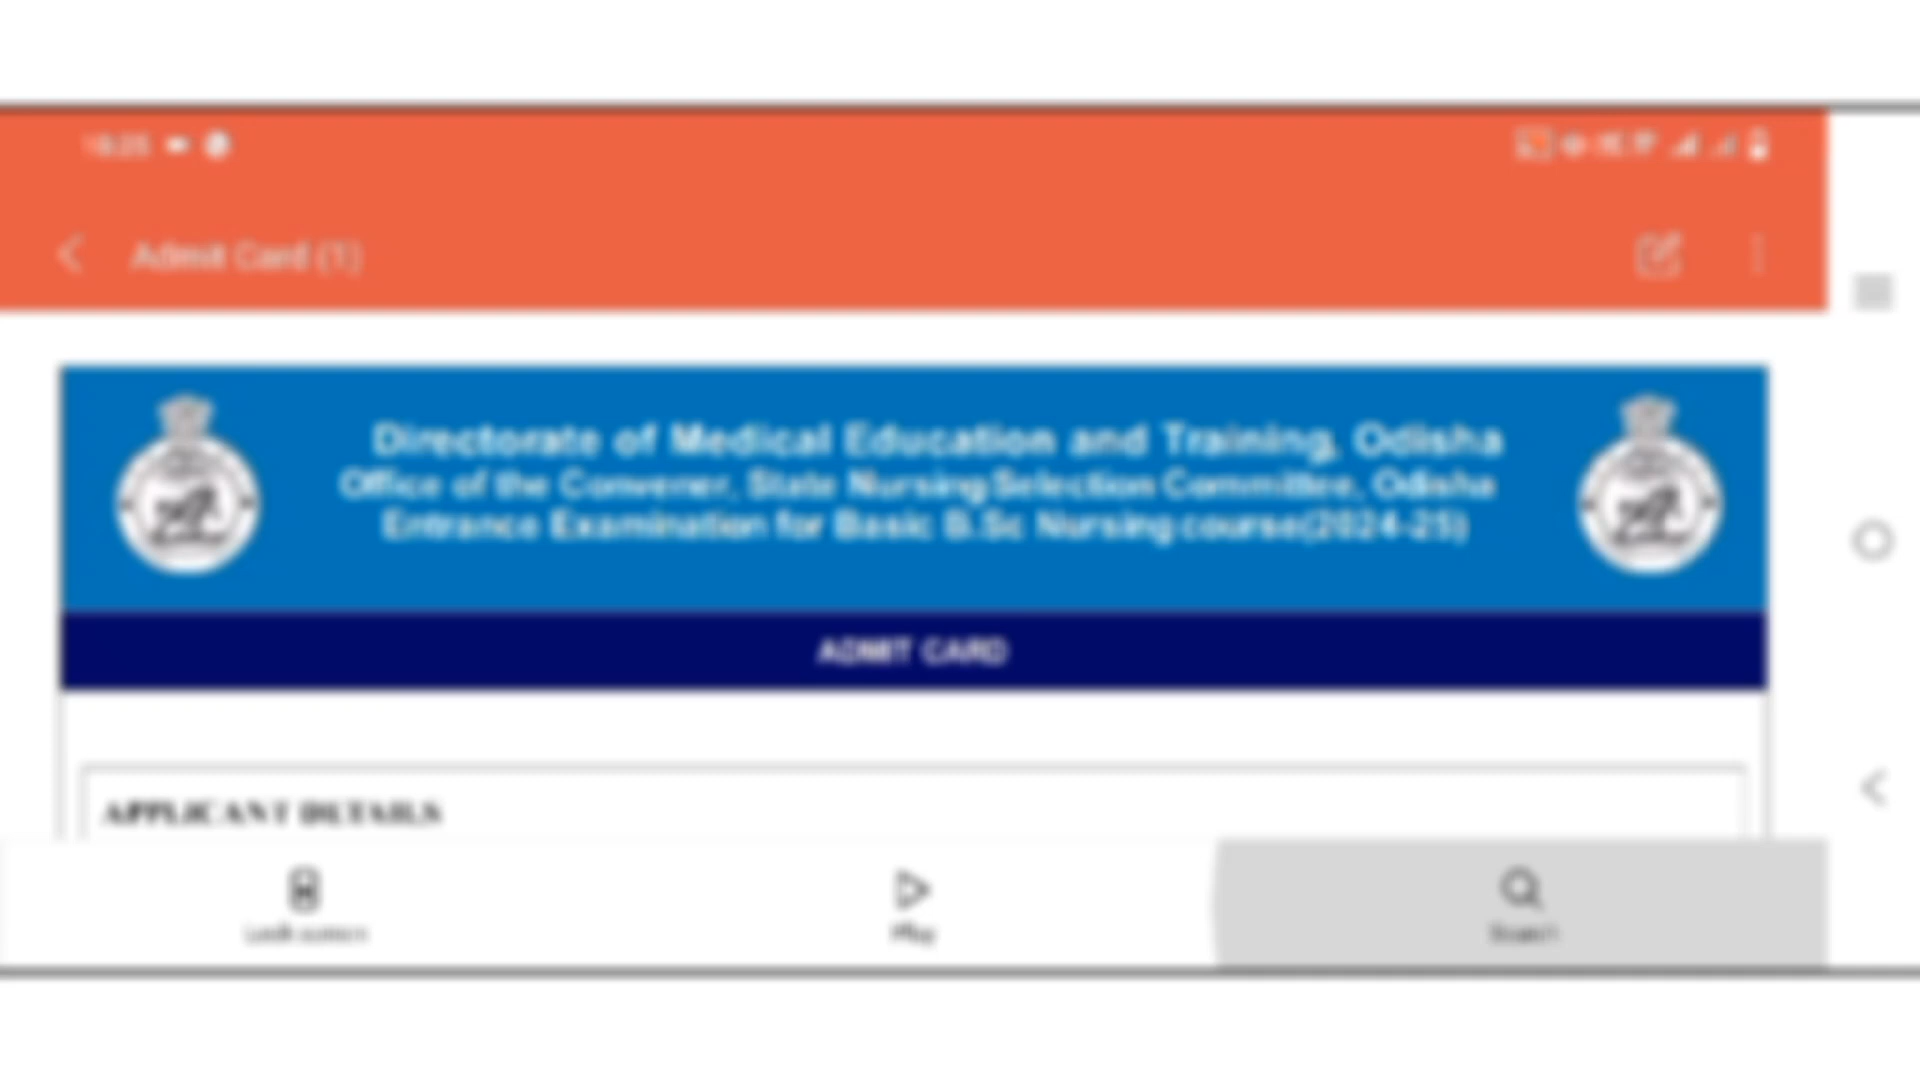 Admit Card (1)
Directorate of Medical Education and Training, Odisha
Office of the Convener, State Nursing Selection Committee, Odisha
Entrance Examination for Basic B.Sc Nursing course(2024-25)
ADMIT CARD
APPLICANT DETAILS
Play
Search